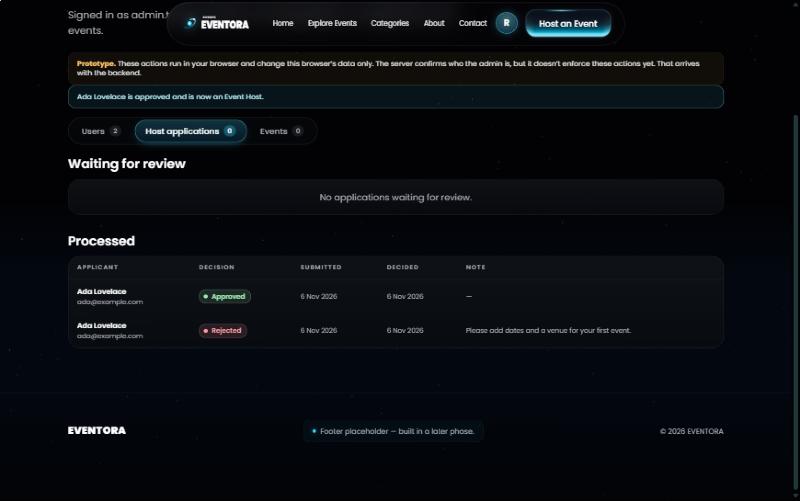 Signed in as admin.
events.
EVENTORA
Home
Explore Events
Categories
About
Contact
R
Host an Event
Prototype. These actions run in your browser and change this browser's data only. The server confirms who the admin is, but it doesn't enforce these actions yet. That arrives
with the backend.
Ada Lovelace is approved and is now an Event Host.
Users 2
Host applications 0
Events 0
Waiting for review
No applications waiting for review.
Processed
APPLICANT DECISION SUBMITTED DECIDED NOTE
Ada Lovelace
ada@example.com
Approved
6 Nov 2026
6 Nov 2026
—
Ada Lovelace
ada@example.com
Rejected
6 Nov 2026
6 Nov 2026
Please add dates and a venue for your first event.
EVENTORA
Footer placeholder — built in a later phase.
© 2026 EVENTORA